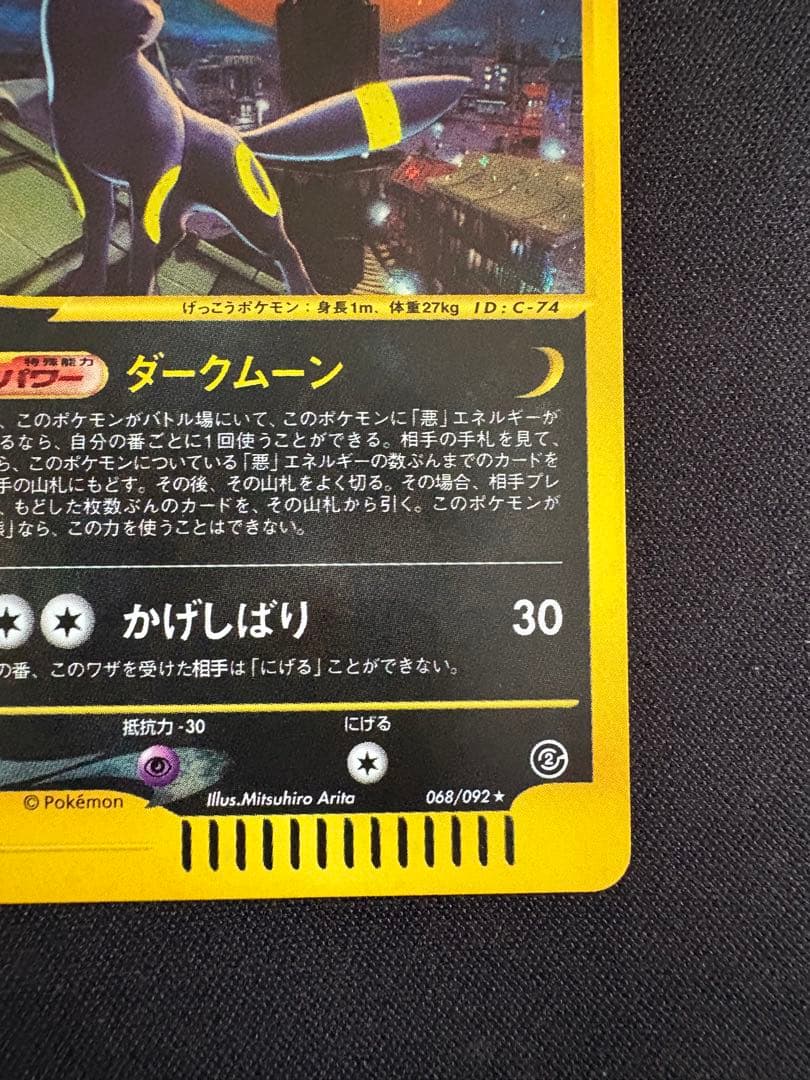 げっこうポケモン：身長1m、体重27kg ID：C-74
特殊能力
パワー ダークムーン
、このポケモンがバトル場にいて、このポケモンに「悪」エネルギーが
るなら、自分の番ごとに1回使うことができる。相手の手札を見て、
ら、このポケモンについている「悪」エネルギーの数ぶんまでのカードを
手の山札にもどす。その後、その山札をよく切る。その場合、相手プレ
、もどした枚数ぶんのカードを、その山札から引く。このポケモンが
」なら、この力を使うことはできない。
かげしばり 30
の番、このワザを受けた相手は「にげる」ことができない。
抵抗力 -30 にげる
2
© Pokémon Illus.Mitsuhiro Arita 068/092★